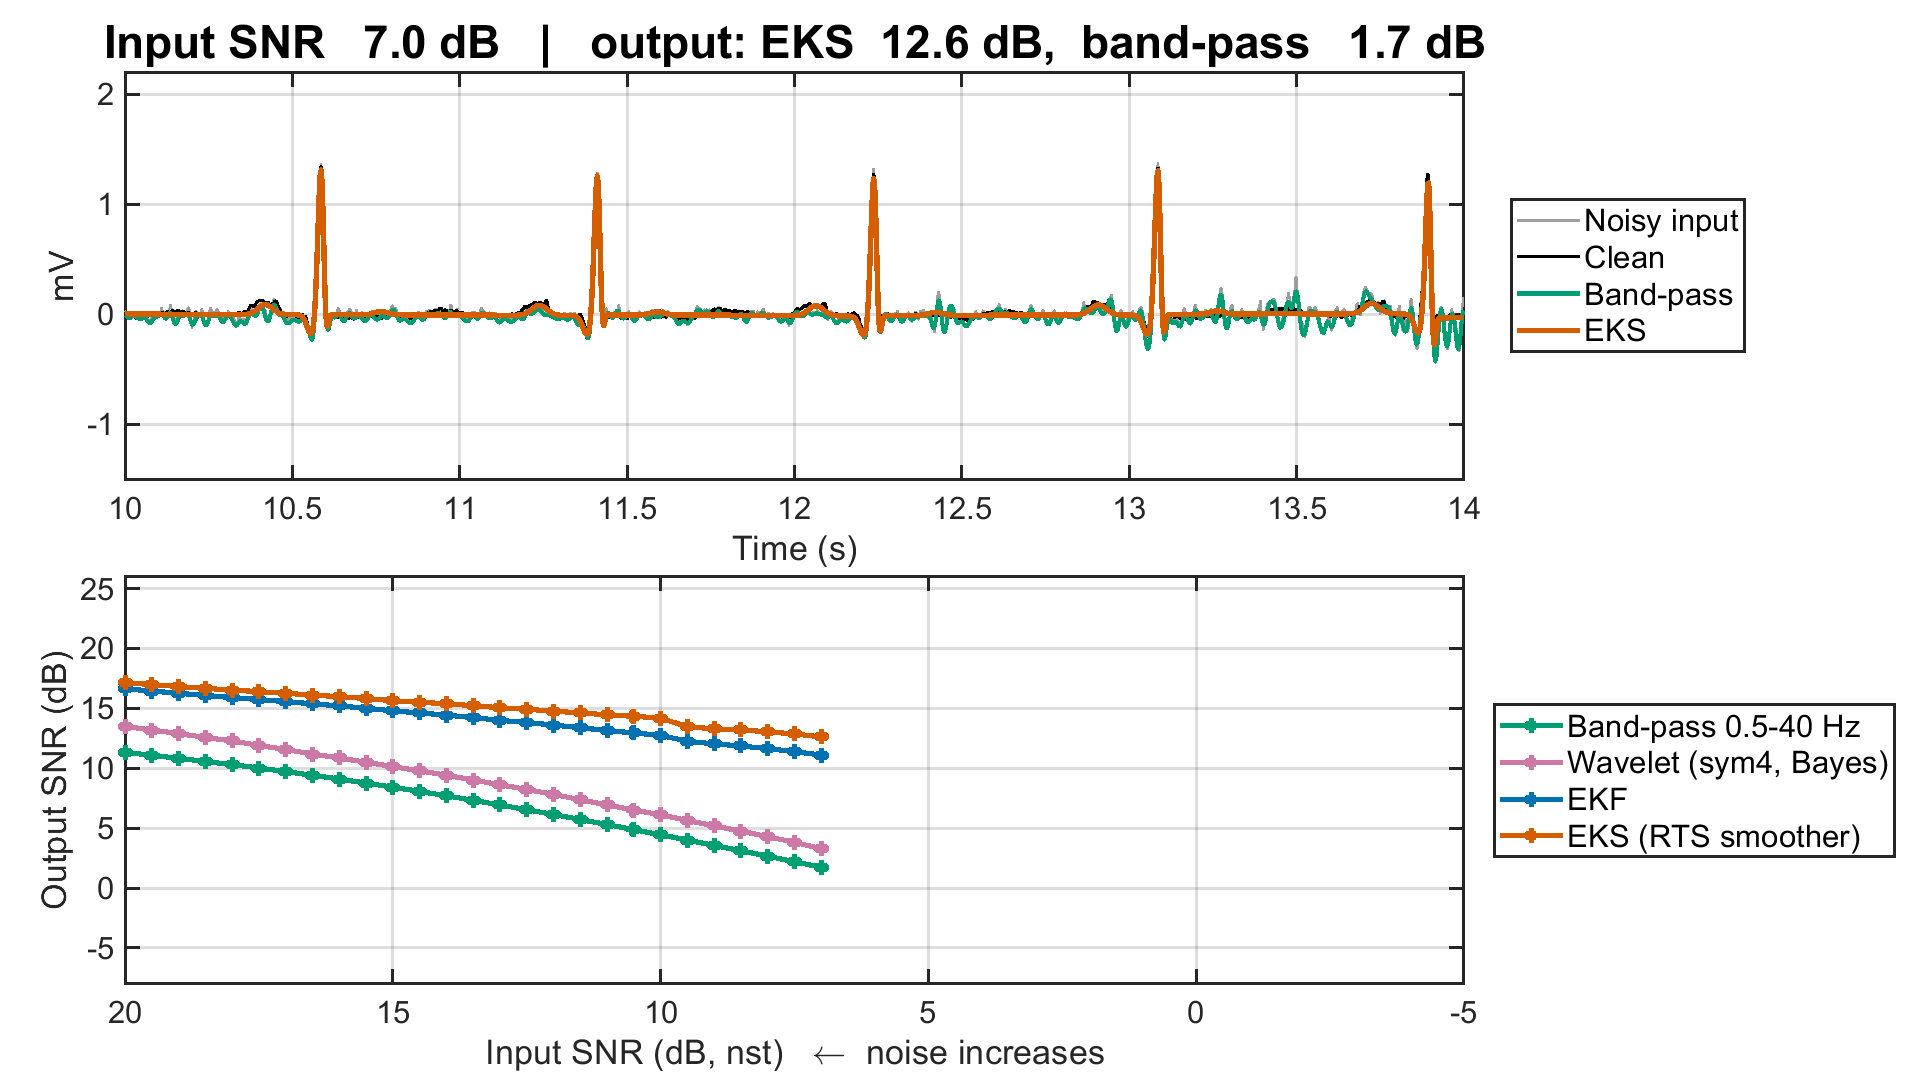 Input SNR 7.0 dB | output: EKS 12.6 dB, band-pass 1.7 dB
2
1
0
-1
mV
10
10.5
11
11.5
12
12.5
13
13.5
14
Time (s)
Noisy input
Clean
Band-pass
EKS
25
20
15
10
5
0
-5
Output SNR (dB)
20
15
10
5
0
-5
Input SNR (dB, nst) ← noise increases
Band-pass 0.5-40 Hz
Wavelet (sym4, Bayes)
EKF
EKS (RTS smoother)